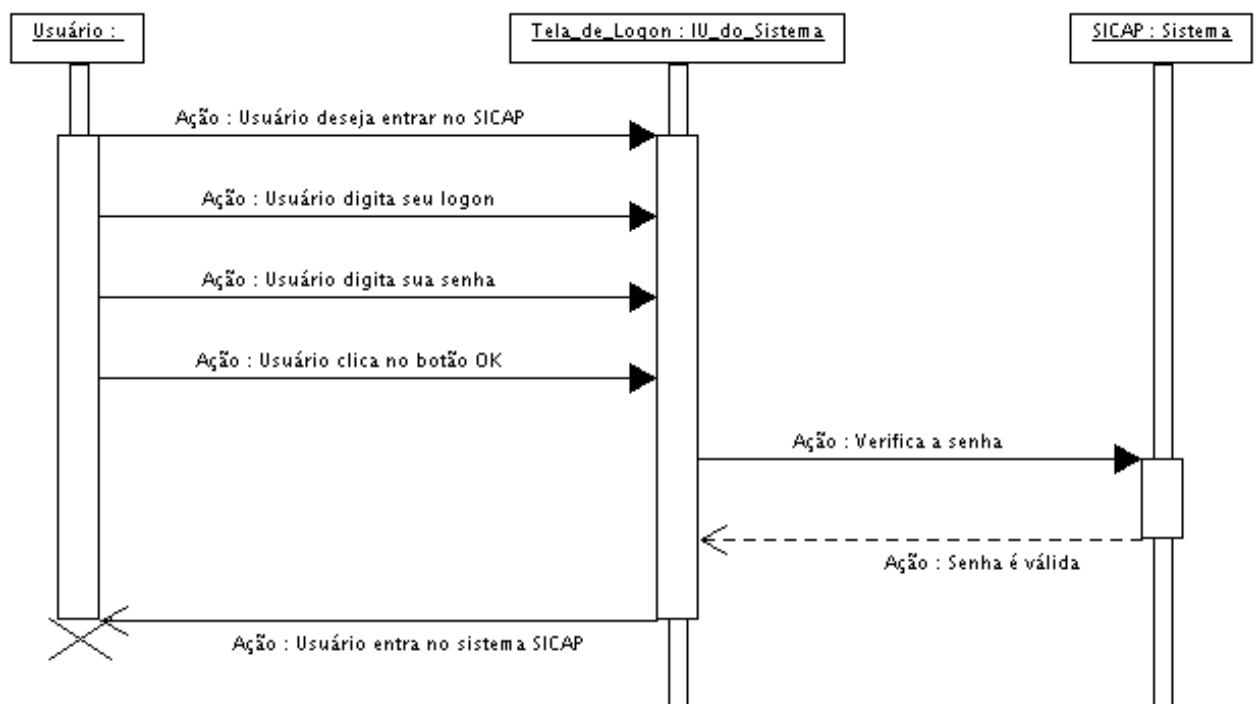 Usuário :
Tela_de_Logon : IU_do_Sistema
SICAP : Sistema
Ação : Usuário deseja entrar no SICAP
Ação : Usuário digita seu logon
Ação : Usuário digita sua senha
Ação : Usuário clica no botão OK
Ação : Verifica a senha
Ação : Senha é válida
Ação : Usuário entra no sistema SICAP